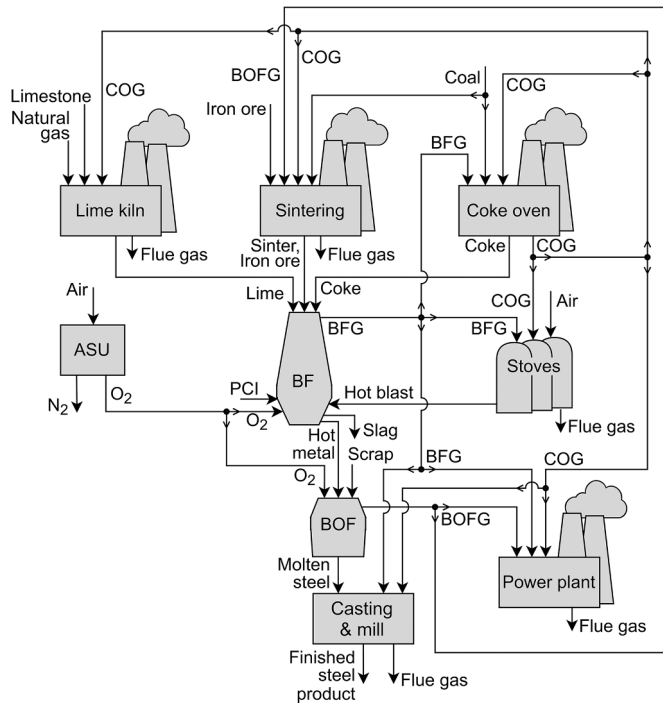 COG
BOFG
COG
Coal
COG
Limestone
Natural
gas
Iron ore
BFG
Lime kiln
Sintering
Coke oven
Flue gas
Sinter,
Iron ore
Flue gas
Coke
COG
Air
Lime
Coke
COG
Air
BFG
BFG
ASU
Stoves
BF
PCI
Hot blast
N2
O2
O2
Slag
Flue gas
Hot
metal
Scrap
BFG
COG
O2
BOF
BOFG
Molten
steel
Power plant
Casting
& mill
Flue gas
Finished
steel
product
Flue gas